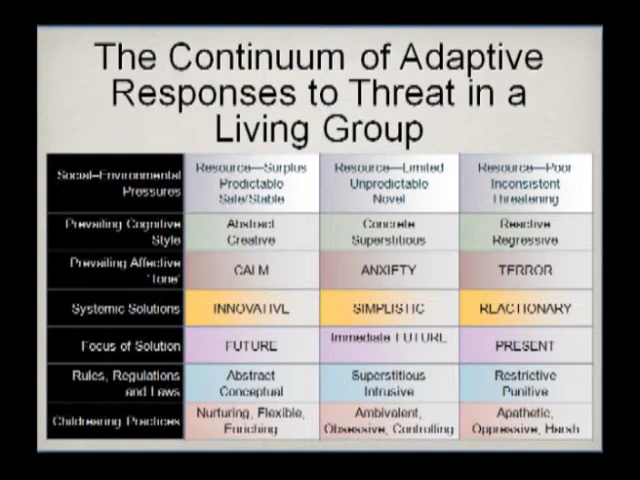 The Continuum of Adaptive
Responses to Threat in a
Living Group
Social–Environmental
Pressures
Resource—Surplus
Predictable
Safe/Stable
Resource—Limited
Unpredictable
Novel
Resource—Poor
Inconsistent
Threatening
Prevailing Cognitive
Style
Abstract
Creative
Concrete
Superstitious
Reactive
Regressive
Prevailing Affective
'Tone'
CALM
ANXIETY
TERROR
Systemic Solutions
INNOVATIVE
SIMPLISTIC
REACTIONARY
Focus of Solution
FUTURE
Immediate FUTURE
PRESENT
Rules, Regulations
and Laws
Abstract
Conceptual
Superstitious
Intrusive
Restrictive
Punitive
Childrearing Practices
Nurturing, Flexible,
Enriching
Ambivalent,
Obsessive, Controlling
Apathetic,
Oppressive, Harsh